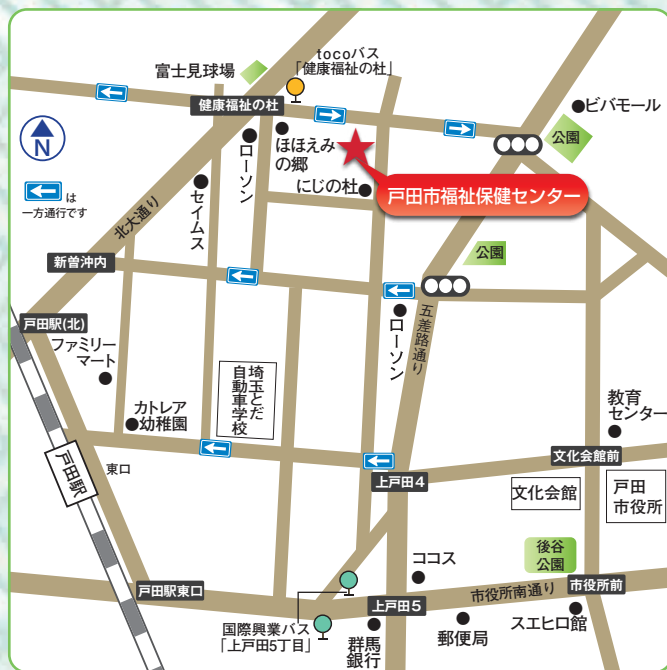 tocoバス
「健康福祉の杜」
富士見球場
健康福祉の杜
ビバモール
公園
ほほえみ
の郷
ローソン
にじの杜
戸田市福祉保健センター
N
は
一方通行です
セイムス
北大通り
新曽沖内
公園
戸田駅(北)
ファミリー
マート
五差路通り
ローソン
埼玉とだ
自動車学校
カトレア
幼稚園
教育
センター
戸田駅
東口
文化会館前
上戸田4
文化会館
戸田
市役所
後谷
公園
ココス
戸田駅東口
市役所南通り
市役所前
上戸田5
国際興業バス
「上戸田5丁目」
群馬
銀行
郵便局
スエヒロ館